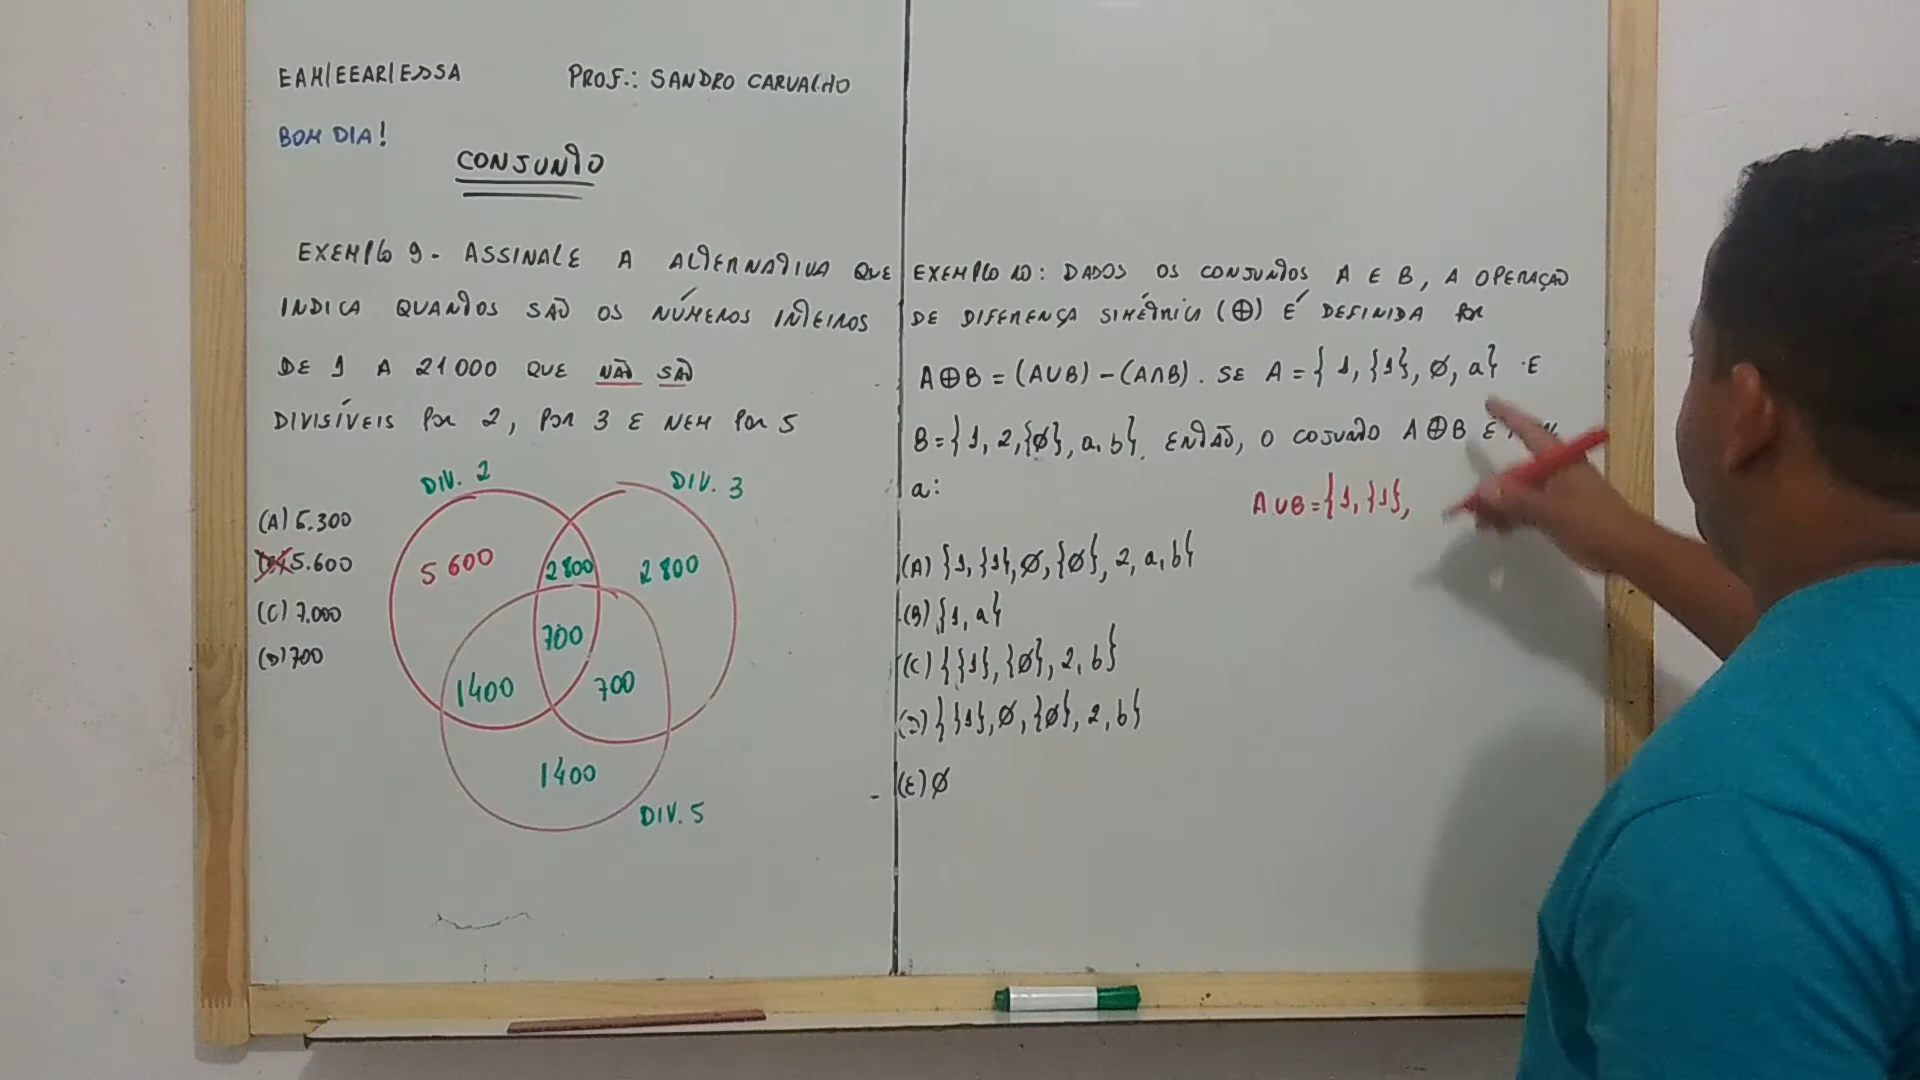 EAM/EEAR/ESSA PROF.: SANDRO CARVALHO
BOM DIA!
CONJUNTO
EXEMPLO 9 - ASSINALE A ALTERNATIVA QUE
INDICA QUANTOS SÃO OS NÚMEROS INTEIROS
DE 1 A 21000 QUE NÃO SÃO
DIVISÍVEIS POR 2, POR 3 E NEM POR 5
DIV. 2 DIV. 3
(A) 5.300
5.600
(C) 7.000
(D) 700
5 600 2800 2800
700
1400 700
1400
DIV. 5
EXEMPLO 10: DADOS OS CONJUNTOS A E B, A OPERAÇÃO
DE DIFERENÇA SIMÉTRICA (⊕) É DEFINIDA POR
A⊕B = (A∪B) - (A∩B). SE A = { 1, {1}, ∅, a} E
B = { 1, 2, {∅}, a, b}. ENTÃO, O COJUNTO A ⊕ B É
a:
A∪B = { 1, {1},
(A) {1, {1}, ∅, {∅}, 2, a, b}
(B) {1, a}
(C) { {1}, {∅}, 2, b}
(D) { {1}, ∅, {∅}, 2, b}
(E) ∅